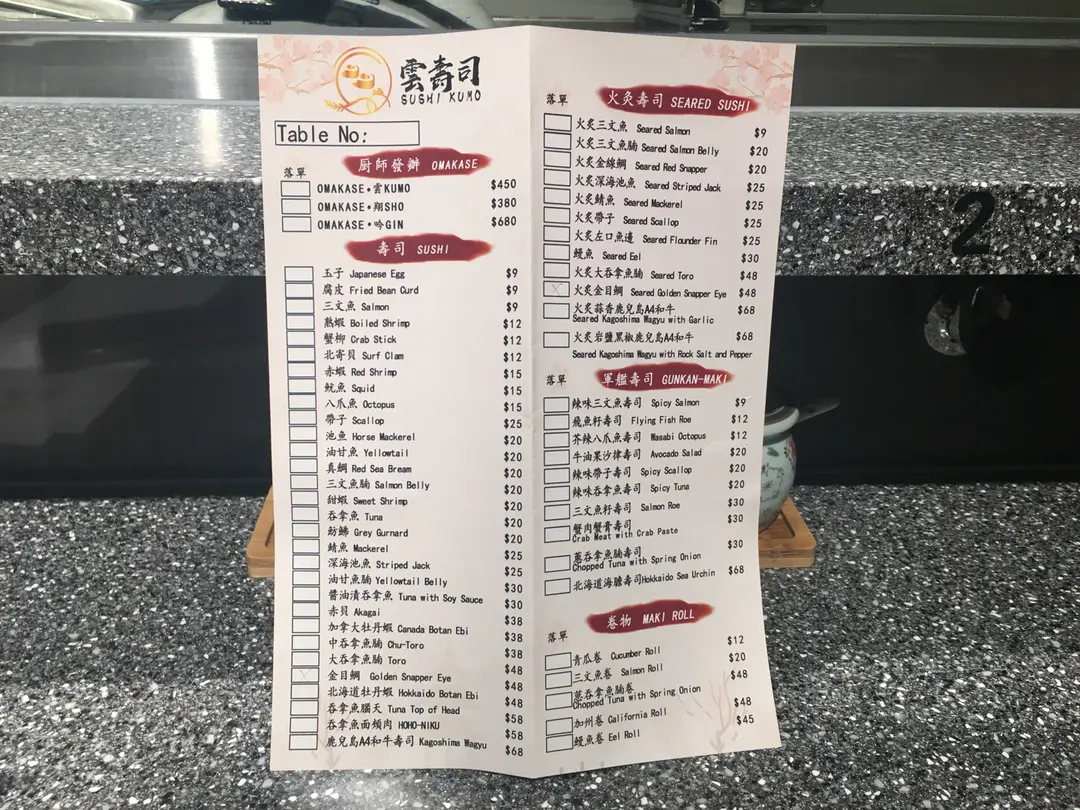 雲壽司
SUSHI KUMO
Table No:
廚師發辦 OMAKASE
落單
OMAKASE•雲KUMO $450
OMAKASE•翔SHO $380
OMAKASE•吟GIN $680
壽司 SUSHI
玉子 Japanese Egg $9
腐皮 Fried Bean Curd $9
三文魚 Salmon $9
熟蝦 Boiled Shrimp $12
蟹柳 Crab Stick $12
北寄貝 Surf Clam $12
赤蝦 Red Shrimp $15
魷魚 Squid $15
八爪魚 Octopus $15
帶子 Scallop $25
池魚 Horse Mackerel $20
油甘魚 Yellowtail $20
真鯛 Red Sea Bream $20
三文魚腩 Salmon Belly $20
甜蝦 Sweet Shrimp $20
吞拿魚 Tuna $20
魴鮄 Grey Gurnard $20
鯖魚 Mackerel $25
深海池魚 Striped Jack $25
油甘魚腩 Yellowtail Belly $30
醬油漬吞拿魚 Tuna with Soy Sauce $30
赤貝 Akagai $38
加拿大牡丹蝦 Canada Botan Ebi $38
中吞拿魚腩 Chu-Toro $38
大吞拿魚腩 Toro $48
金目鯛 Golden Snapper Eye $48
北海道牡丹蝦 Hokkaido Botan Ebi $48
吞拿魚腦天 Tuna Top of Head $58
吞拿魚面頰肉 HOHO-NIKU $58
鹿兒島A4和牛壽司 Kagoshima Wagyu $68
落單
火炙壽司 SEARED SUSHI
火炙三文魚 Seared Salmon $9
火炙三文魚腩 Seared Salmon Belly $20
火炙金線鯛 Seared Red Snapper $20
火炙深海池魚 Seared Striped Jack $25
火炙鯖魚 Seared Mackerel $25
火炙帶子 Seared Scallop $25
火炙左口魚邊 Seared Flounder Fin $25
鰻魚 Seared Eel $30
火炙大吞拿魚腩 Seared Toro $48
火炙金目鯛 Seared Golden Snapper Eye $48
火炙蒜香鹿兒島A4和牛 $68
Seared Kagoshima Wagyu with Garlic
火炙岩鹽黑椒鹿兒島A4和牛 $68
Seared Kagoshima Wagyu with Rock Salt and Pepper
落單
軍艦壽司 GUNKAN-MAKI
辣味三文魚壽司 Spicy Salmon $9
飛魚籽壽司 Flying Fish Roe $12
芥辣八爪魚壽司 Wasabi Octopus $12
牛油果沙律壽司 Avocado Salad $20
辣味帶子壽司 Spicy Scallop $20
辣味吞拿魚壽司 Spicy Tuna $20
三文魚籽壽司 Salmon Roe $30
蟹肉蟹膏壽司 $30
Crab Meat with Crab Paste
蔥吞拿魚腩壽司 $30
Chopped Tuna with Spring Onion
北海道海膽壽司Hokkaido Sea Urchin $68
卷物 MAKI ROLL
落單
青瓜卷 Cucumber Roll $12
三文魚卷 Salmon Roll $20
蔥吞拿魚腩卷 $48
Chopped Tuna with Spring Onion
加州卷 California Roll $48
鰻魚卷 Eel Roll $45
2